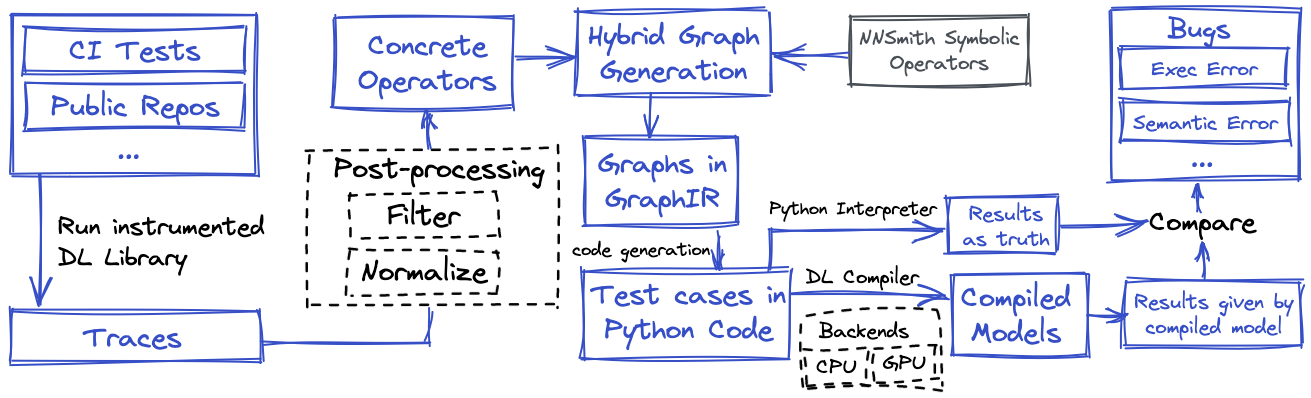 CI Tests
Public Repos
...
Run instrumented
DL Library
Traces
Concrete
Operators
Post-processing
Filter
Normalize
Hybrid Graph
Generation
NNSmith Symbolic
Operators
Graphs in
GraphIR
code generation
Test cases in
Python Code
Python Interpreter
Results
as truth
DL Compiler
Backends
CPU
GPU
Compiled
Models
Results given by
compiled model
Compare
Bugs
Exec Error
Semantic Error
...